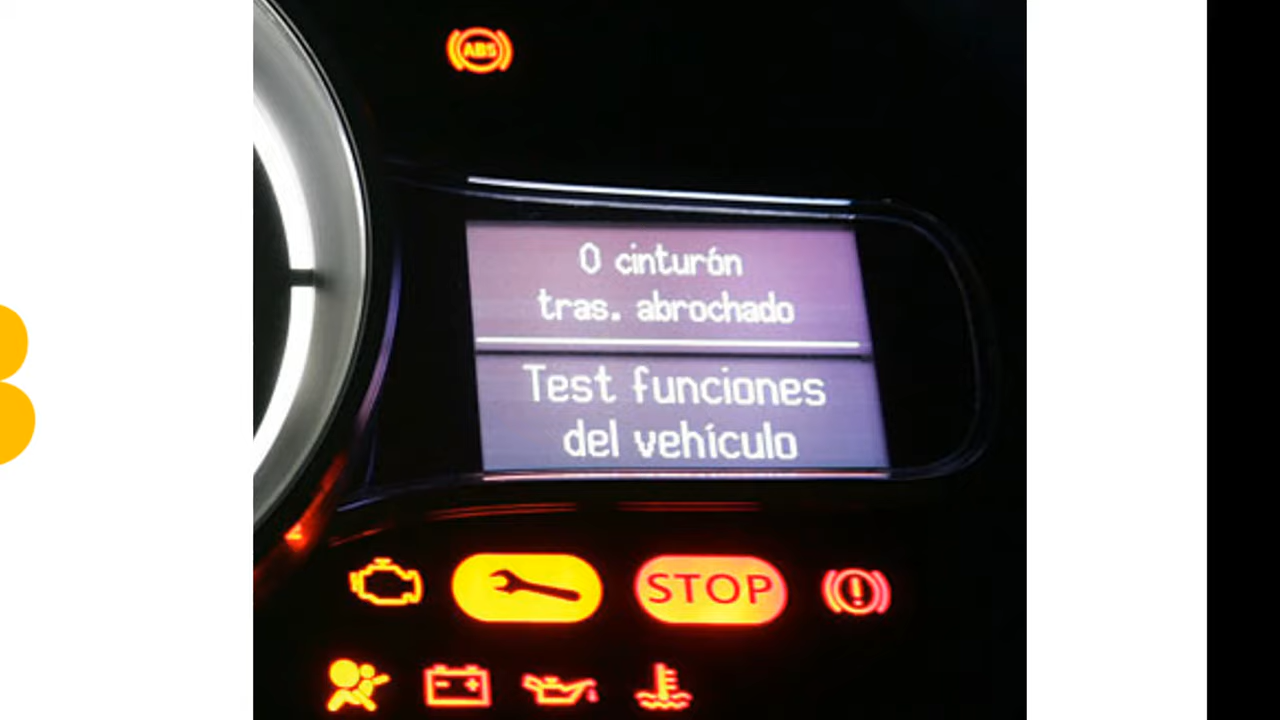 ABS
0 cinturón
tras. abrochado
Test funciones
del vehículo
STOP